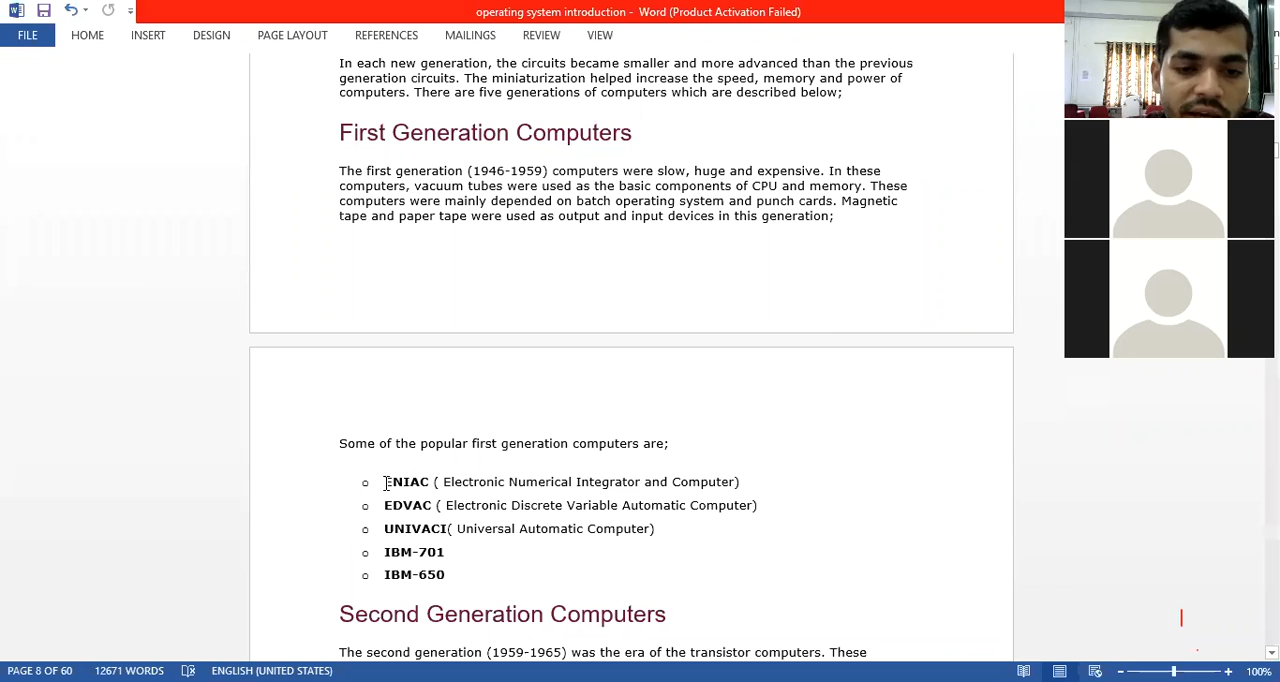 operating system introduction - Word (Product Activation Failed)
FILE HOME INSERT DESIGN PAGE LAYOUT REFERENCES MAILINGS REVIEW VIEW
In each new generation, the circuits became smaller and more advanced than the previous
generation circuits. The miniaturization helped increase the speed, memory and power of
computers. There are five generations of computers which are described below;
First Generation Computers
The first generation (1946-1959) computers were slow, huge and expensive. In these
computers, vacuum tubes were used as the basic components of CPU and memory. These
computers were mainly depended on batch operating system and punch cards. Magnetic
tape and paper tape were used as output and input devices in this generation;
Some of the popular first generation computers are;
o ENIAC ( Electronic Numerical Integrator and Computer)
o EDVAC ( Electronic Discrete Variable Automatic Computer)
o UNIVACI( Universal Automatic Computer)
o IBM-701
o IBM-650
Second Generation Computers
The second generation (1959-1965) was the era of the transistor computers. These
PAGE 8 OF 60 12671 WORDS ENGLISH (UNITED STATES) 100%